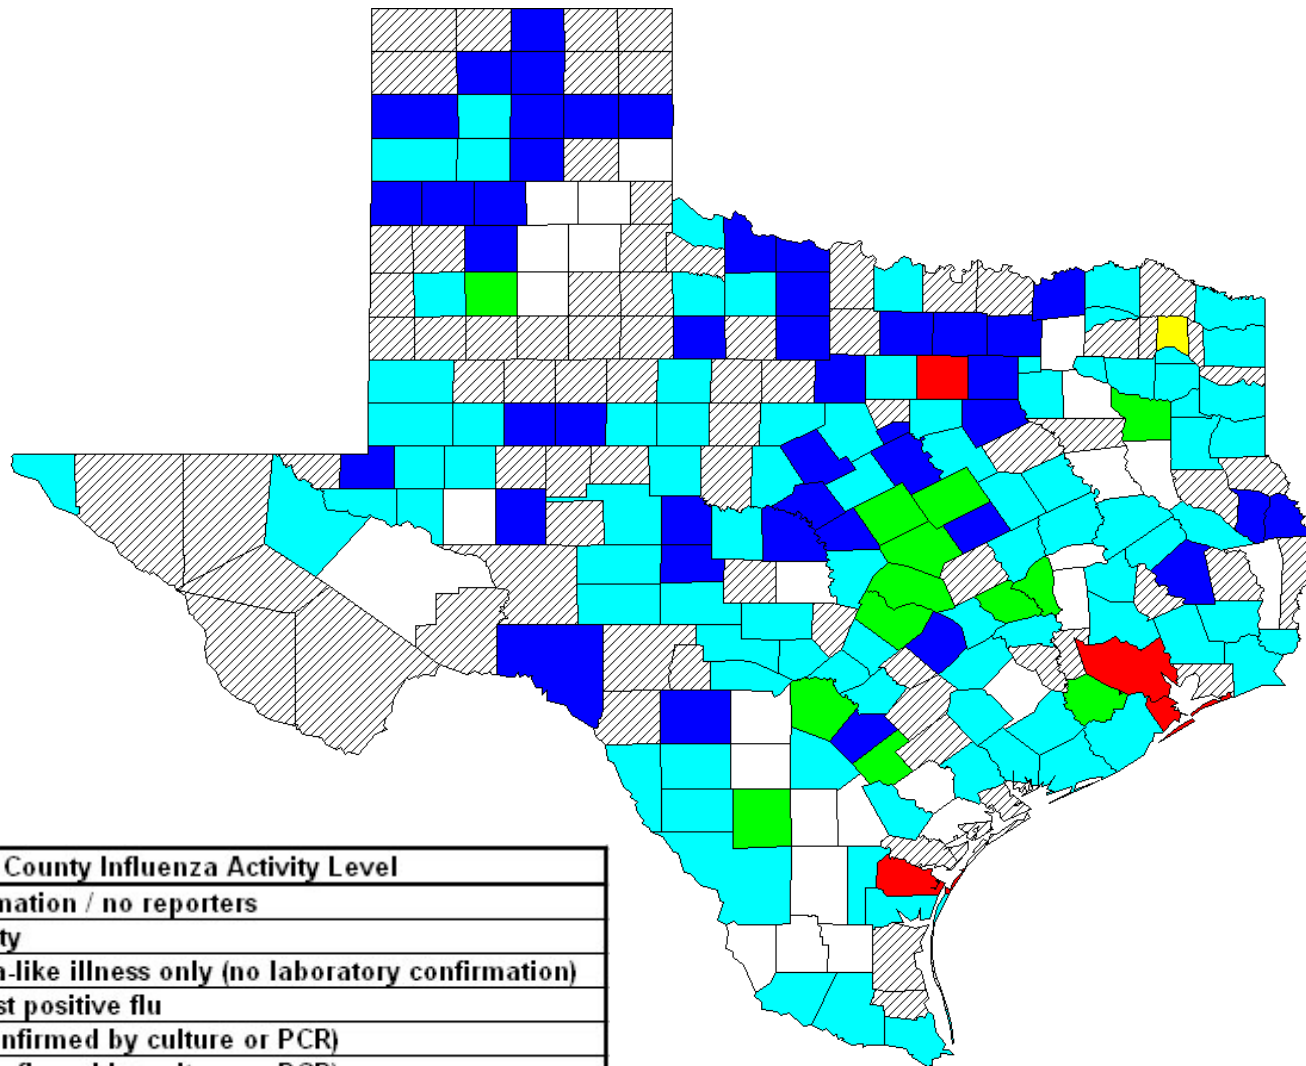 County Influenza Activity Level
mation / no reporters
ty
-like illness only (no laboratory confirmation)
st positive flu
nfirmed by culture or PCR)